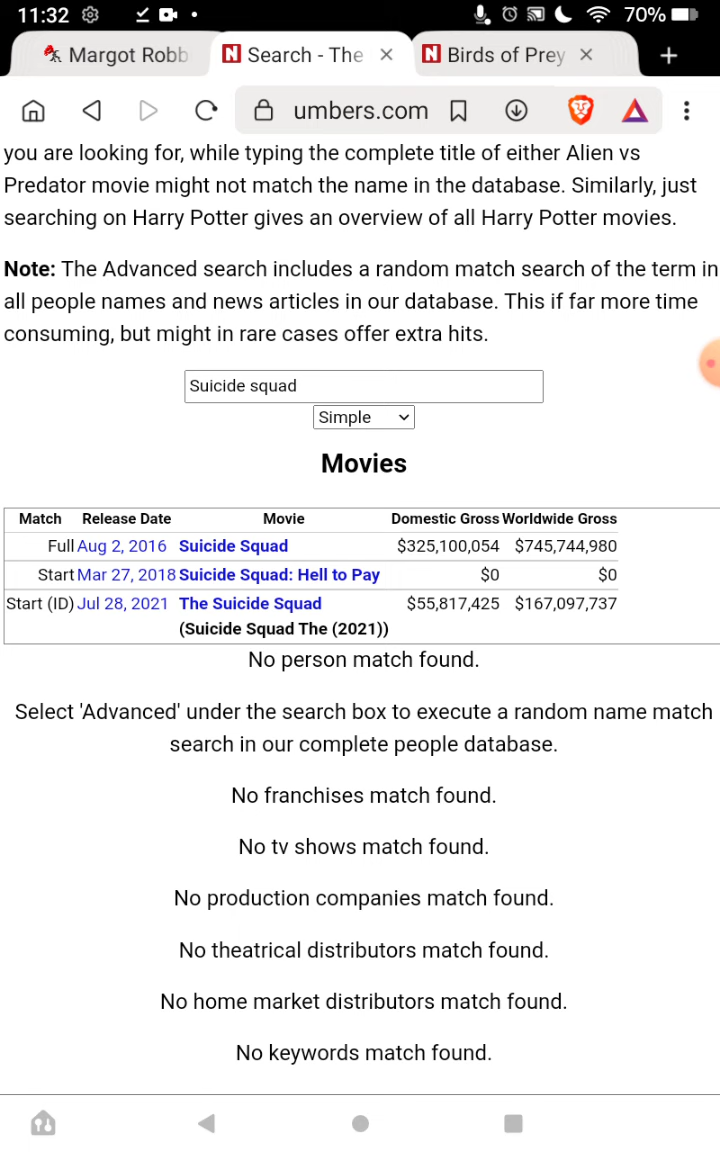 11:32 70%
Margot Robb Search - The Birds of Prey
umbers.com
you are looking for, while typing the complete title of either Alien vs
Predator movie might not match the name in the database. Similarly, just
searching on Harry Potter gives an overview of all Harry Potter movies.
Note: The Advanced search includes a random match search of the term in
all people names and news articles in our database. This if far more time
consuming, but might in rare cases offer extra hits.
Suicide squad
Simple
Movies
Match Release Date Movie Domestic Gross Worldwide Gross
Full Aug 2, 2016 Suicide Squad $325,100,054 $745,744,980
Start Mar 27, 2018 Suicide Squad: Hell to Pay $0 $0
Start (ID) Jul 28, 2021 The Suicide Squad $55,817,425 $167,097,737
(Suicide Squad The (2021))
No person match found.
Select 'Advanced' under the search box to execute a random name match
search in our complete people database.
No franchises match found.
No tv shows match found.
No production companies match found.
No theatrical distributors match found.
No home market distributors match found.
No keywords match found.